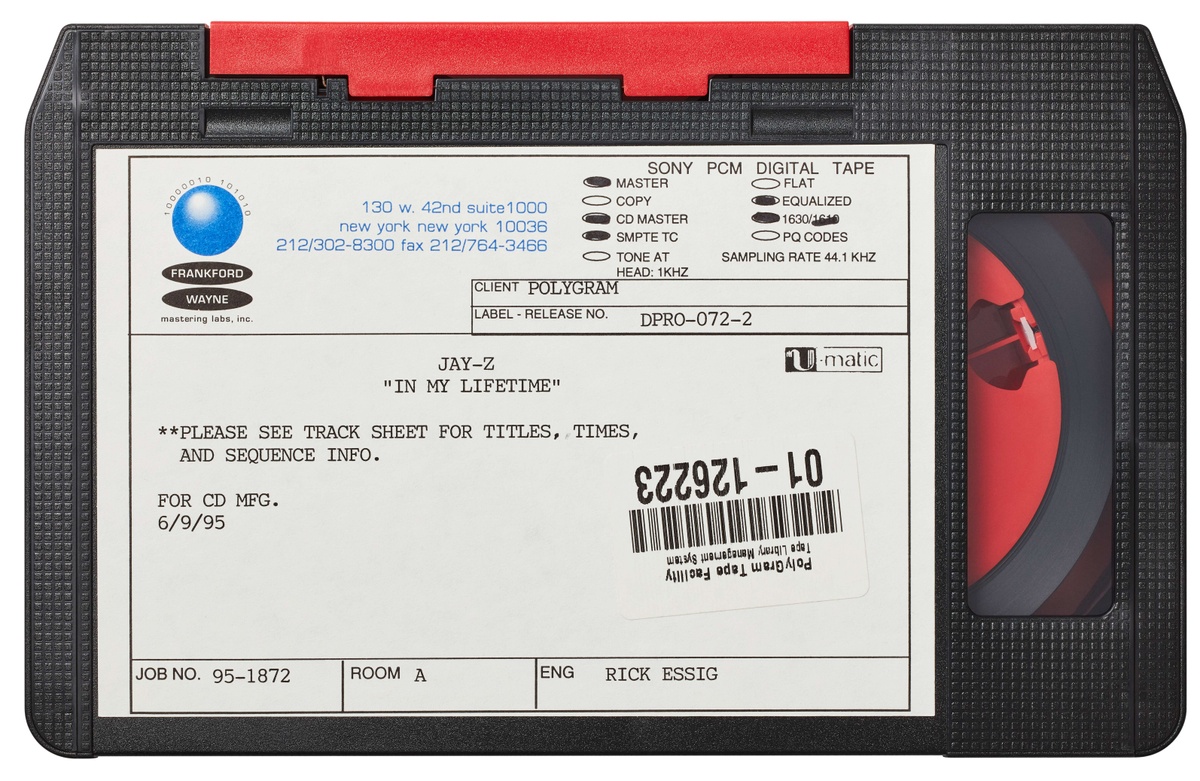 SONY PCM DIGITAL TAPE
1000010 101010
130 w. 42nd suite1000
new york new york 10036
212/302-8300 fax 212/764-3466
MASTER
COPY
CD MASTER
SMPTE TC
TONE AT
HEAD: 1KHZ
FLAT
EQUALIZED
1630/1610
PQ CODES
SAMPLING RATE 44.1 KHZ
FRANKFORD
WAYNE
mastering labs, inc.
CLIENT POLYGRAM
LABEL - RELEASE NO. DPRO-072-2
u-matic
JAY-Z
"IN MY LIFETIME"
**PLEASE SEE TRACK SHEET FOR TITLES, TIMES,
AND SEQUENCE INFO.
FOR CD MFG.
6/9/95
PolyGram Tape Facility
Tape Library Management System
01-126223
JOB NO. 95-1872 ROOM A ENG RICK ESSIG